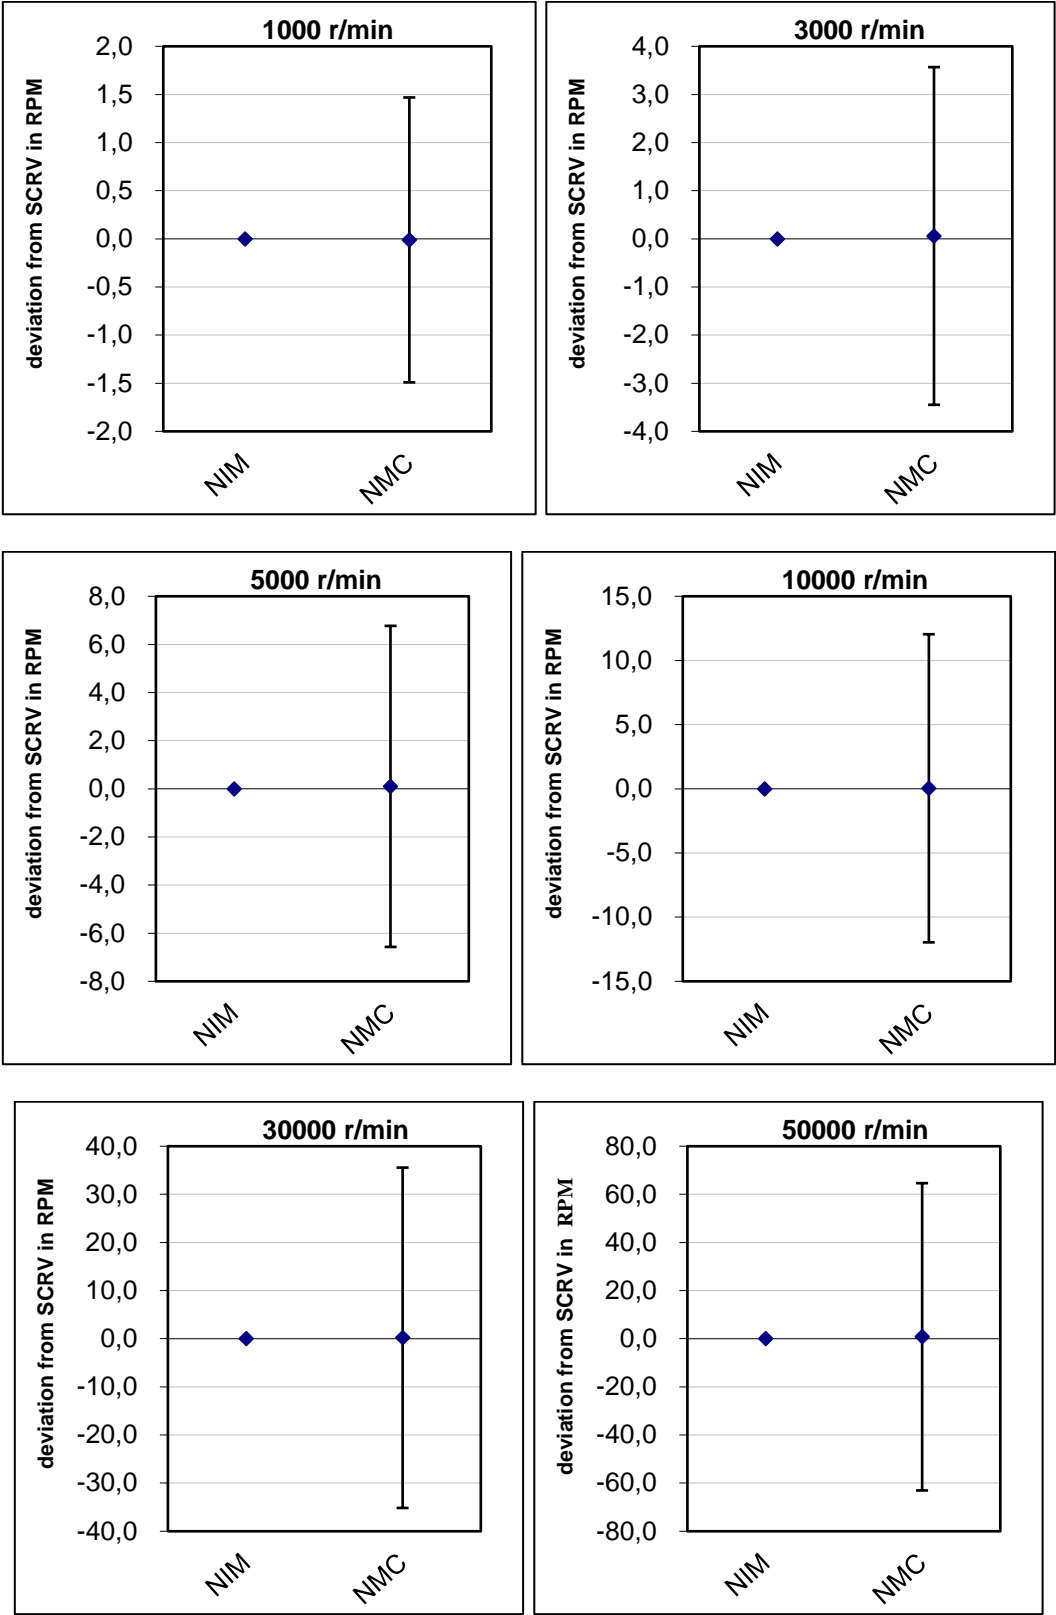 1000 r/min
deviation from SCRV in RPM
2,0
1,5
1,0
0,5
0,0
-0,5
-1,0
-1,5
-2,0
NIM
NMC
3000 r/min
deviation from SCRV in RPM
4,0
3,0
2,0
1,0
0,0
-1,0
-2,0
-3,0
-4,0
NIM
NMC
5000 r/min
deviation from SCRV in RPM
8,0
6,0
4,0
2,0
0,0
-2,0
-4,0
-6,0
-8,0
NIM
NMC
10000 r/min
deviation from SCRV in RPM
15,0
10,0
5,0
0,0
-5,0
-10,0
-15,0
NIM
NMC
30000 r/min
deviation from SCRV in RPM
40,0
30,0
20,0
10,0
0,0
-10,0
-20,0
-30,0
-40,0
NIM
NMC
50000 r/min
deviation from SCRV in RPM
80,0
60,0
40,0
20,0
0,0
-20,0
-40,0
-60,0
-80,0
NIM
NMC